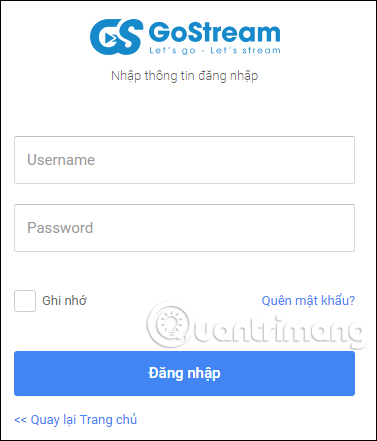 GoStream
Let's go - Let's stream
Nhập thông tin đăng nhập
Username
Password
Ghi nhớ
Quên mật khẩu?
Quantrimang
Đăng nhập
<< Quay lại Trang chủ